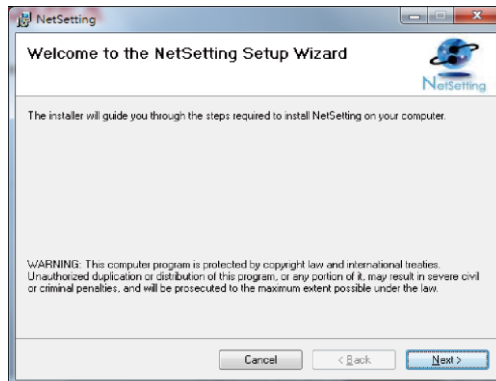 NetSetting
Welcome to the NetSetting Setup Wizard
NetSetting
The installer will guide you through the steps required to install NetSetting on your computer.
WARNING: This computer program is protected by copyright law and international treaties.
Unauthorized duplication or distribution of this program, or any portion of it, may result in severe civil
or criminal penalties, and will be prosecuted to the maximum extent possible under the law.
Cancel
< Back
Next >